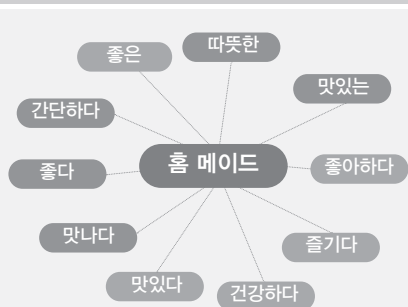 따뜻한
좋은
맛있는
간단하다
홈 메이드
좋아하다
좋다
맛나다
즐기다
맛있다
건강하다